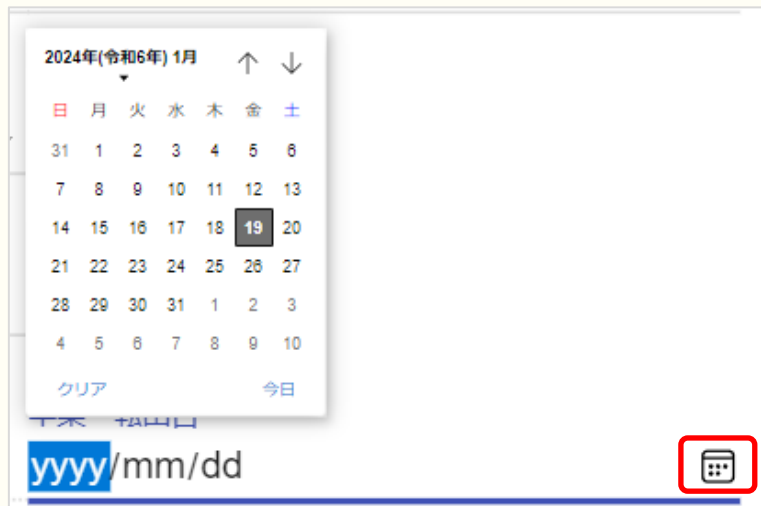 2024年(令和6年) 1月
日 月 火 水 木 金 土
31 1 2 3 4 5 6
7 8 9 10 11 12 13
14 15 16 17 18 19 20
21 22 23 24 25 26 27
28 29 30 31 1 2 3
4 5 6 7 8 9 10
クリア 今日
yyyy/mm/dd